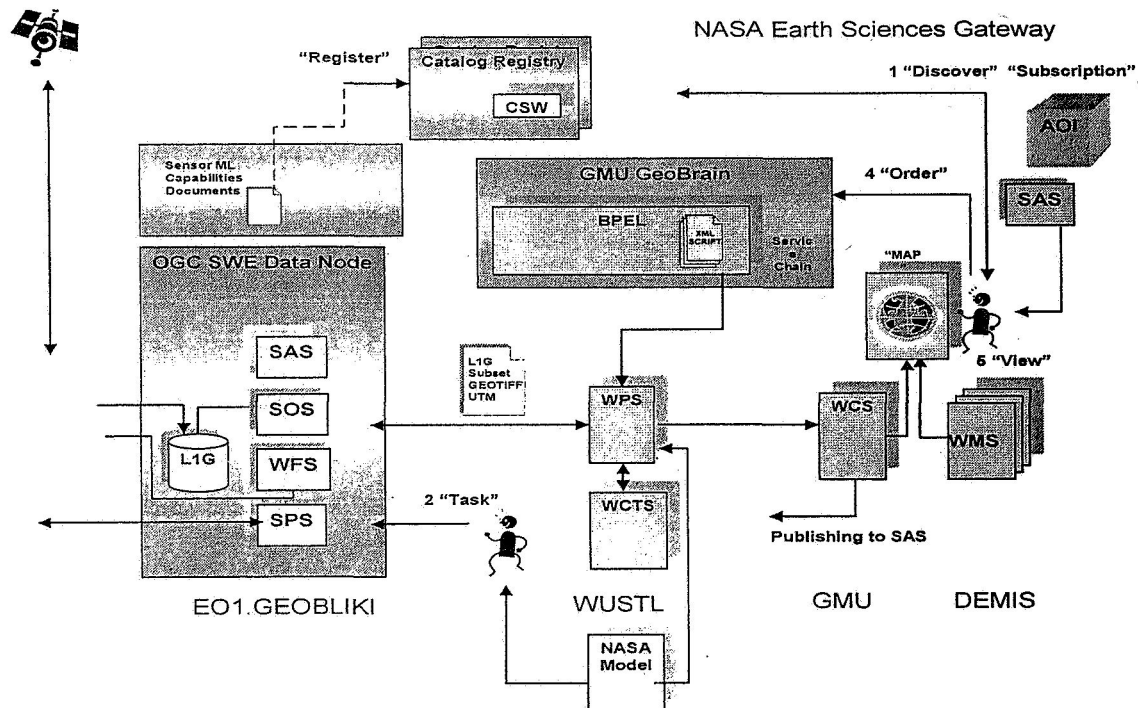 NASA Earth Sciences Gateway
"Register"
Catalog Registry
CSW
1 "Discover" "Subscription"
AOI
SAS
Sensor ML
Capabilities
Documents
GMU GeoBrain
BPEL
XML
SCRIPT
Servic
e
Chain
4 "Order"
"MAP
5 "View"
OGC SWE Data Node
SAS
SOS
L1G
WFS
SPS
L1G
Subset
GEOTIFF
UTM
WPS
WCTS
WCS
WMS
2 "Task"
Publishing to SAS
EO1.GEOBLIKI
WUSTL
GMU
DEMIS
NASA
Model